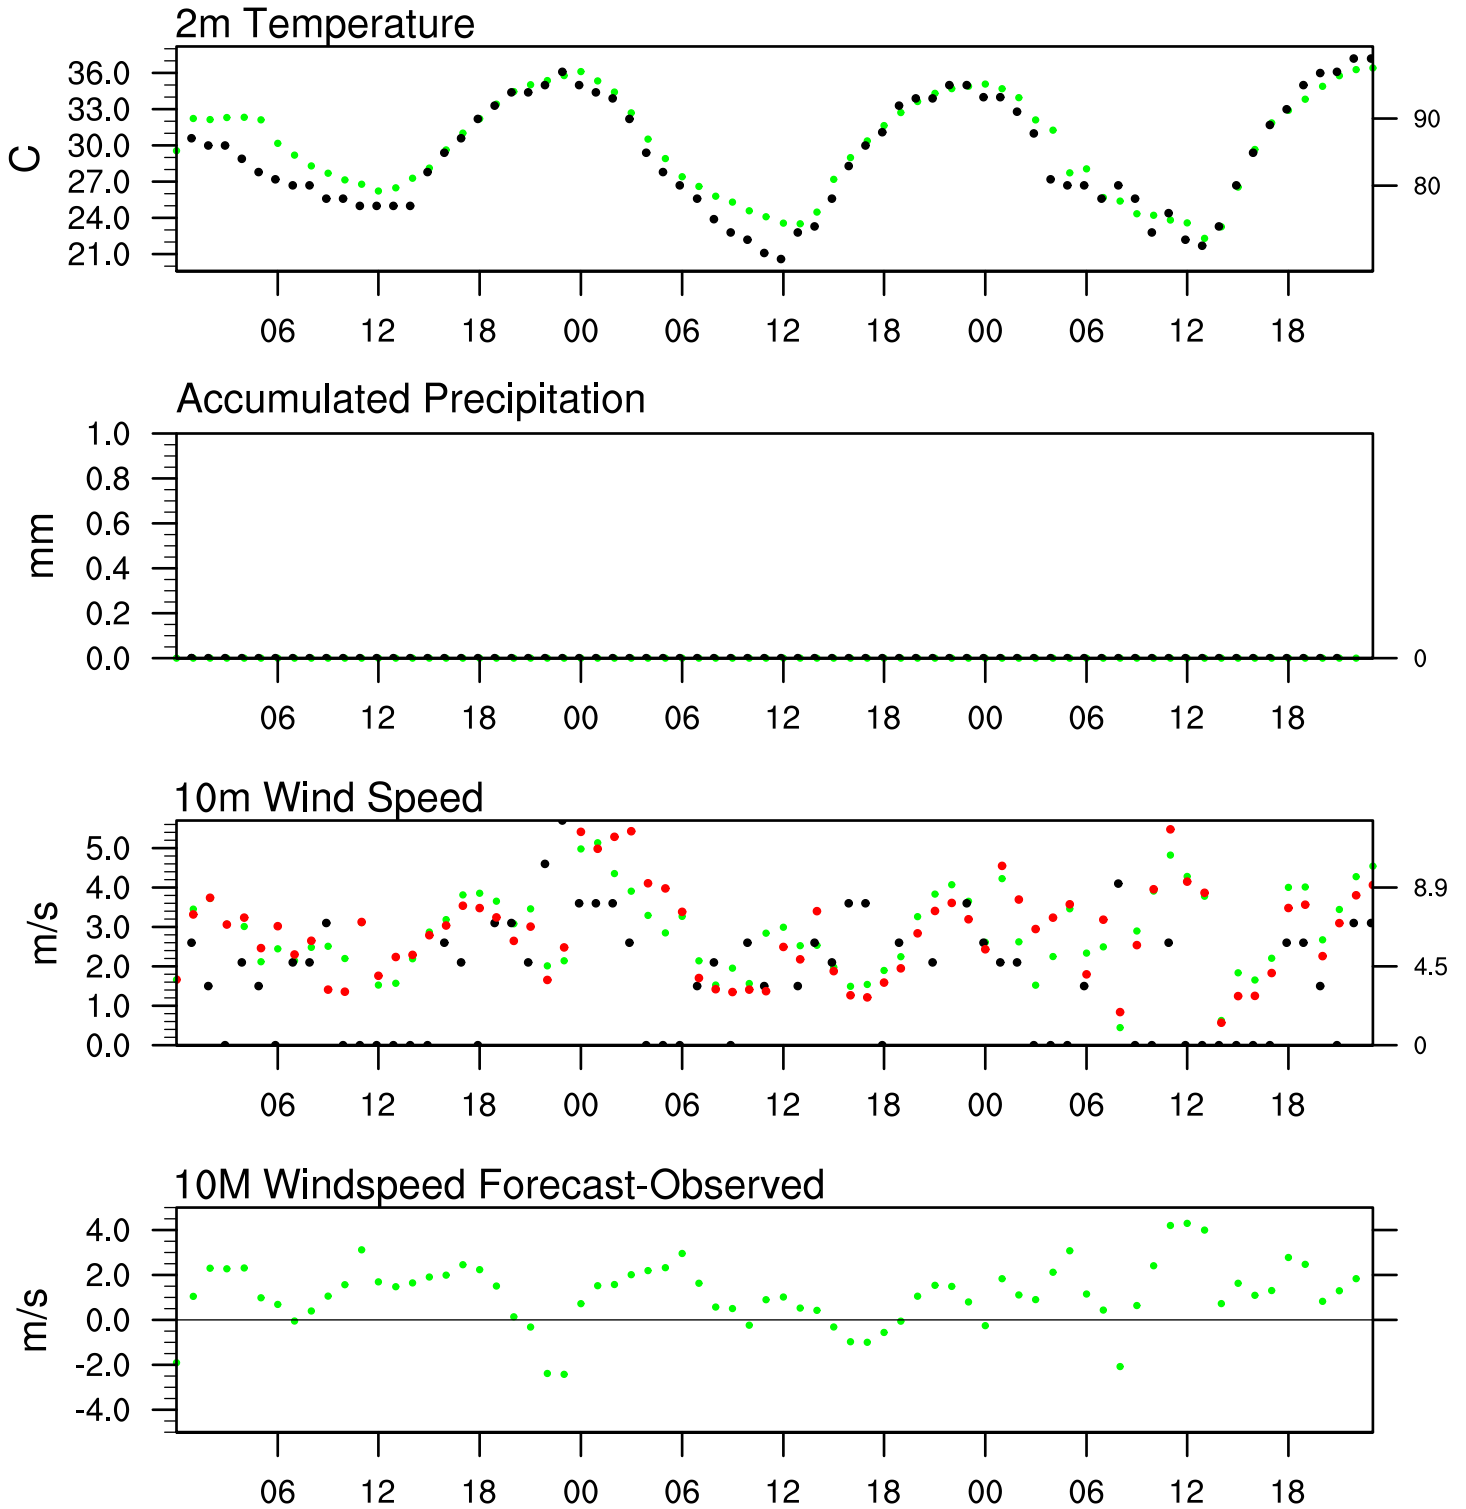 2m Temperature
36.0
33.0
90
30.0
C
27.0
80
24.0
21.0
06 12 18 00 06 12 18 00 06 12 18
Accumulated Precipitation
1.0
0.8
0.6
mm
0.4
0.2
0.0
0
06 12 18 00 06 12 18 00 06 12 18
10m Wind Speed
5.0
4.0
8.9
3.0
m/s
2.0
4.5
1.0
0.0
0
06 12 18 00 06 12 18 00 06 12 18
10M Windspeed Forecast-Observed
4.0
2.0
0.0
m/s
-2.0
-4.0
06 12 18 00 06 12 18 00 06 12 18